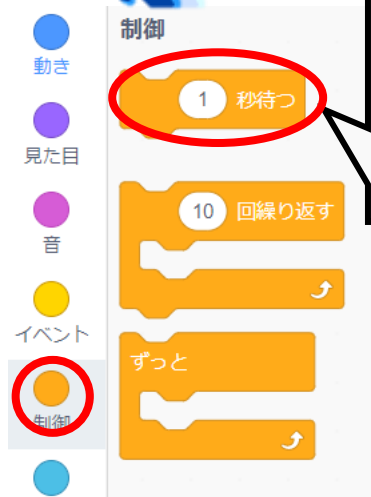 制御
動き
1 秒待つ
見た目
10 回繰り返す
音
イベント
ずっと
制御